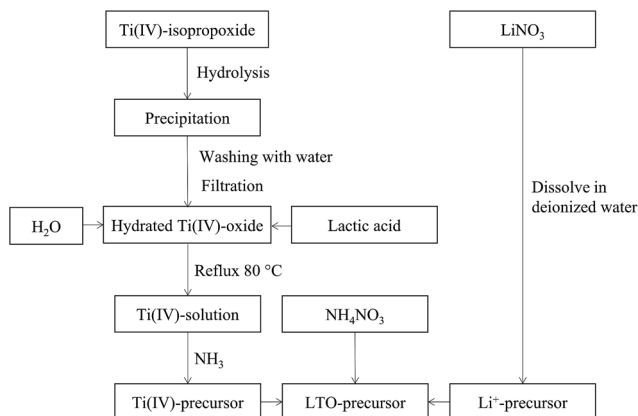 Ti(IV)-isopropoxide
LiNO₃
Hydrolysis
Precipitation
Washing with water
Filtration
Dissolve in
deionized water
H₂O
Hydrated Ti(IV)-oxide
Lactic acid
Reflux 80 °C
Ti(IV)-solution
NH₄NO₃
NH₃
Ti(IV)-precursor
LTO-precursor
Li⁺-precursor